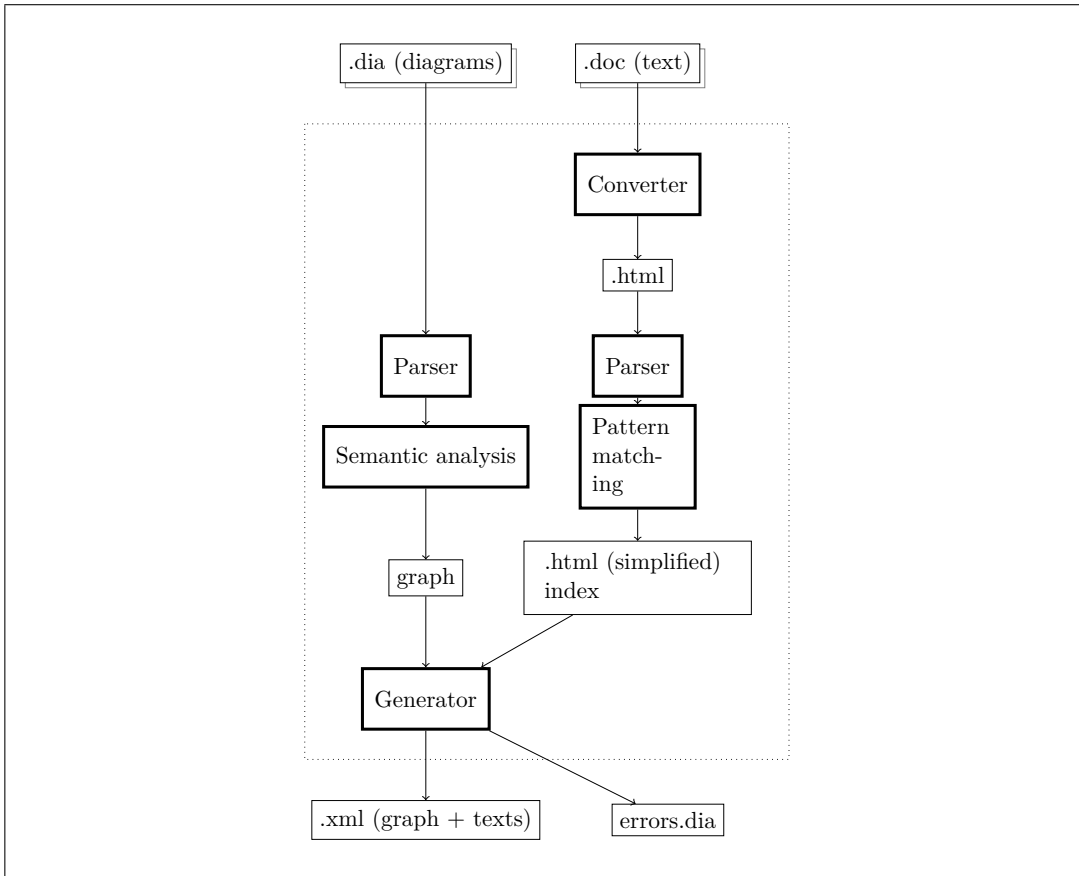 .dia (diagrams)
.doc (text)
Converter
.html
Parser
Parser
Semantic analysis
Pattern
match-
ing
graph
.html (simplified)
index
Generator
.xml (graph + texts)
errors.dia